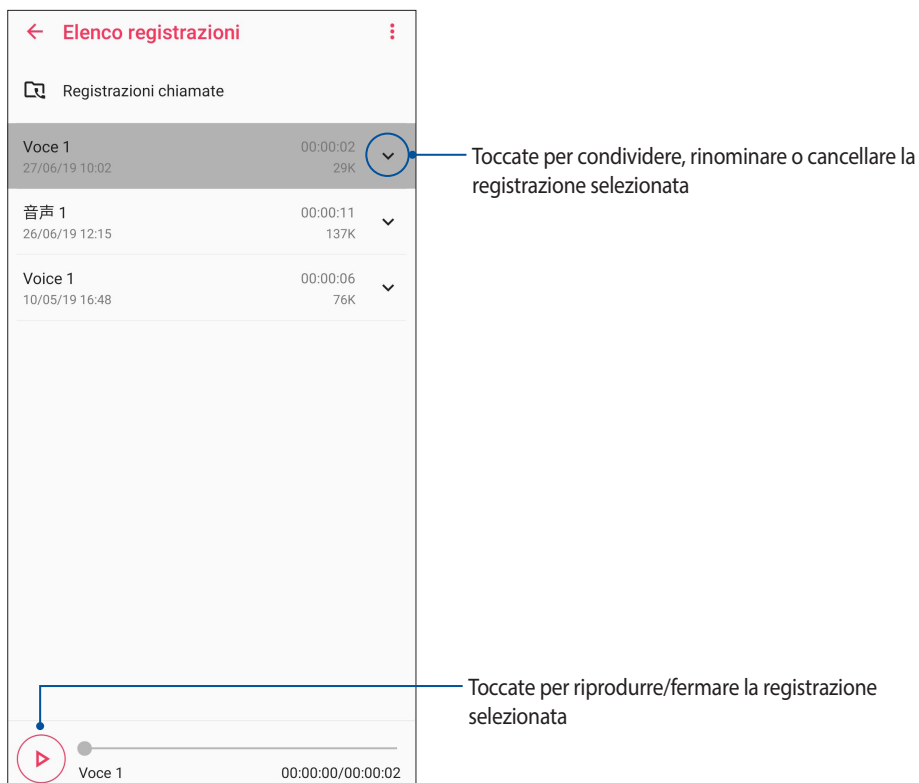 Elenco registrazioni
Registrazioni chiamate
Voce 1 00:00:02
27/06/19 10:02 29K
Toccate per condividere, rinominare o cancellare la
registrazione selezionata
音声 1 00:00:11
26/06/19 12:15 137K
Voice 1 00:00:06
10/05/19 16:48 76K
Toccate per riprodurre/fermare la registrazione
selezionata
Voce 1 00:00:00/00:00:02